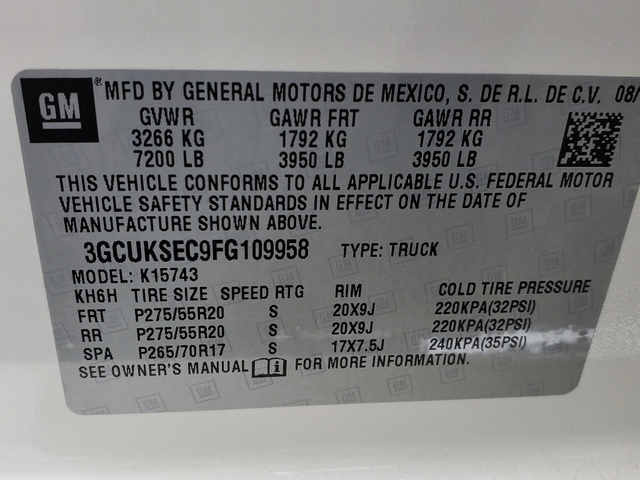 GM
MFD BY GENERAL MOTORS DE MEXICO, S. DE R.L. DE C.V. 08/
GVWR GAWR FRT GAWR RR
3266 KG 1792 KG 1792 KG
7200 LB 3950 LB 3950 LB
THIS VEHICLE CONFORMS TO ALL APPLICABLE U.S. FEDERAL MOTOR
VEHICLE SAFETY STANDARDS IN EFFECT ON THE DATE OF
MANUFACTURE SHOWN ABOVE.
3GCUKSEC9FG109958 TYPE: TRUCK
MODEL: K15743
KH6H TIRE SIZE SPEED RTG RIM COLD TIRE PRESSURE
FRT P275/55R20 S 20X9J 220KPA(32PSI)
RR P275/55R20 S 20X9J 220KPA(32PSI)
SPA P265/70R17 S 17X7.5J 240KPA(35PSI)
SEE OWNER'S MANUAL FOR MORE INFORMATION.